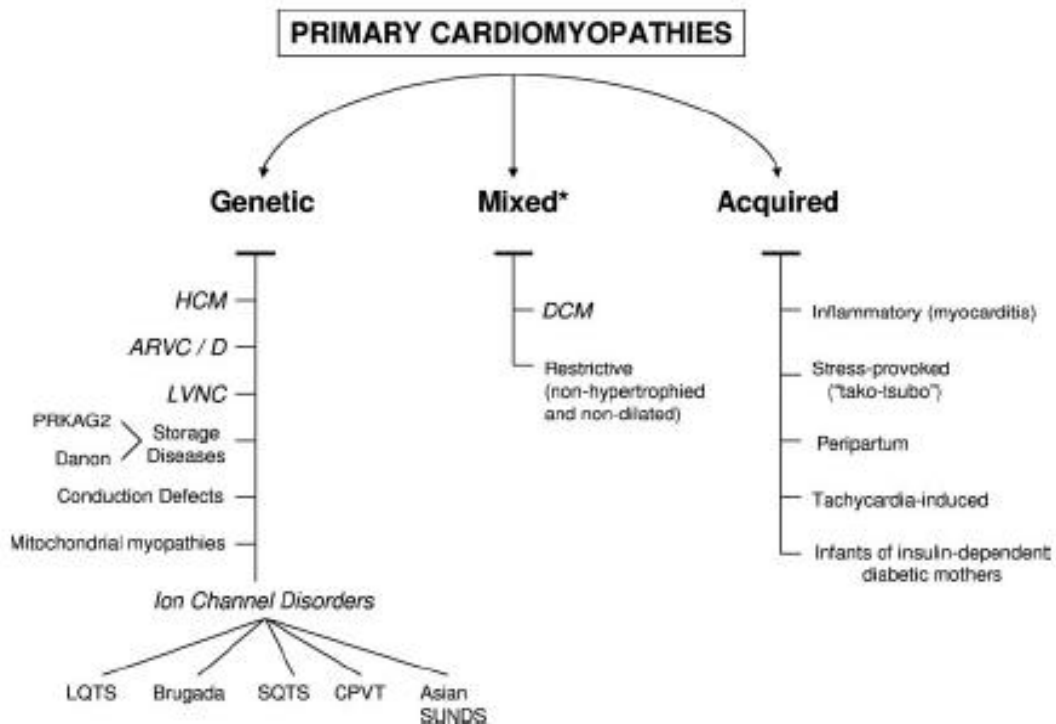 PRIMARY CARDIOMYOPATHIES
Genetic
Mixed*
Acquired
HCM
ARVC / D
LVNC
PRKAG2
Danon
Storage
Diseases
Conduction Defects
Mitochondrial myopathies
Ion Channel Disorders
LQTS
Brugada
SQTS
CPVT
Asian
SUNDS
DCM
Restrictive
(non-hypertrophied
and non-dilated)
Inflammatory (myocarditis)
Stress-provoked
("tako-tsubo")
Peripartum
Tachycardia-induced
Infants of insulin-dependent
diabetic mothers